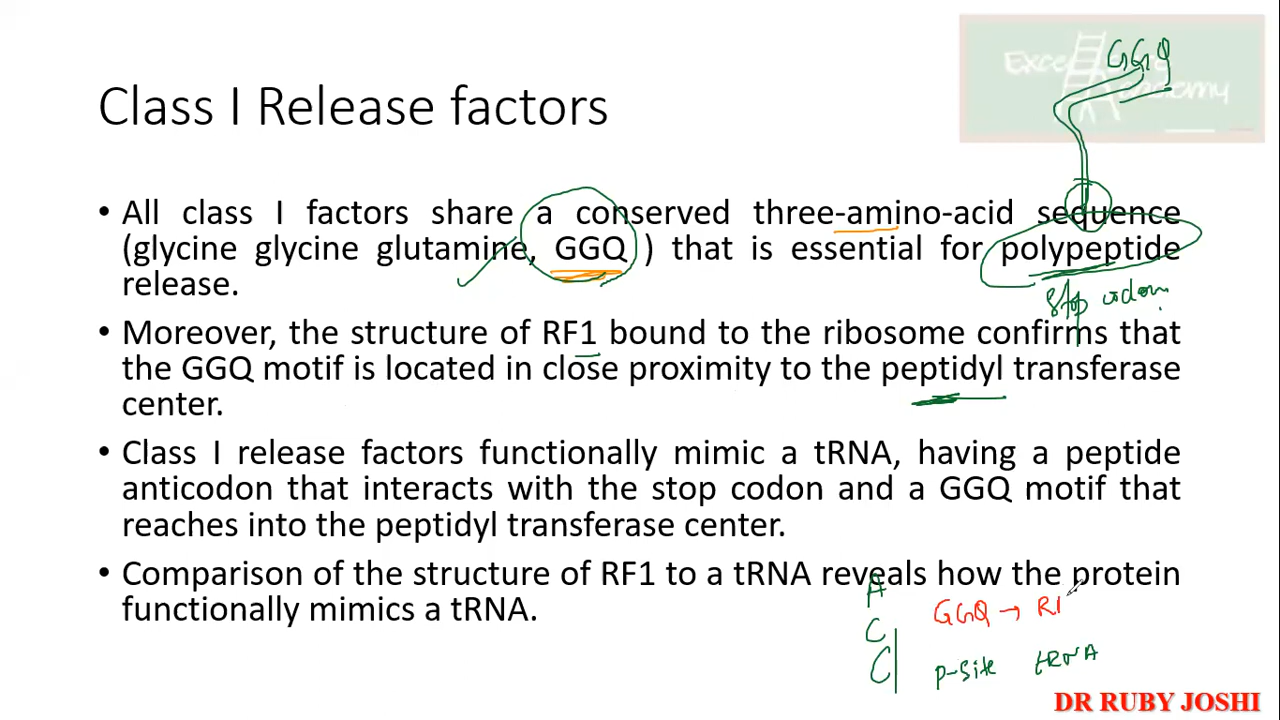 GGQ
Class I Release factors
• All class I factors share a conserved three-amino-acid sequence
(glycine glycine glutamine, GGQ ) that is essential for polypeptide
release.
stop codon
• Moreover, the structure of RF1 bound to the ribosome confirms that
the GGQ motif is located in close proximity to the peptidyl transferase
center.
• Class I release factors functionally mimic a tRNA, having a peptide
anticodon that interacts with the stop codon and a GGQ motif that
reaches into the peptidyl transferase center.
• Comparison of the structure of RF1 to a tRNA reveals how the protein
functionally mimics a tRNA.
A
C GGQ → RI
C P-site tRNA
DR RUBY JOSHI